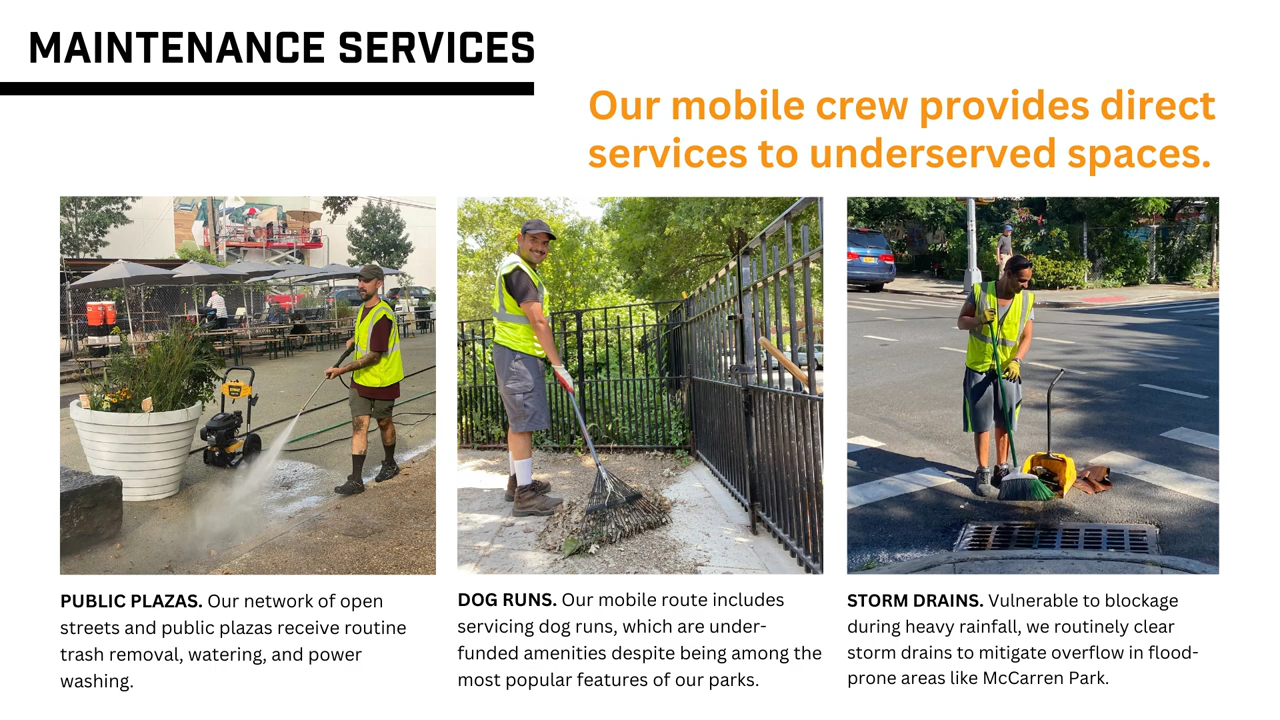 MAINTENANCE SERVICES
Our mobile crew provides direct
services to underserved spaces.
PUBLIC PLAZAS. Our network of open
streets and public plazas receive routine
trash removal, watering, and power
washing.
DOG RUNS. Our mobile route includes
servicing dog runs, which are under-
funded amenities despite being among the
most popular features of our parks.
STORM DRAINS. Vulnerable to blockage
during heavy rainfall, we routinely clear
storm drains to mitigate overflow in flood-
prone areas like McCarren Park.